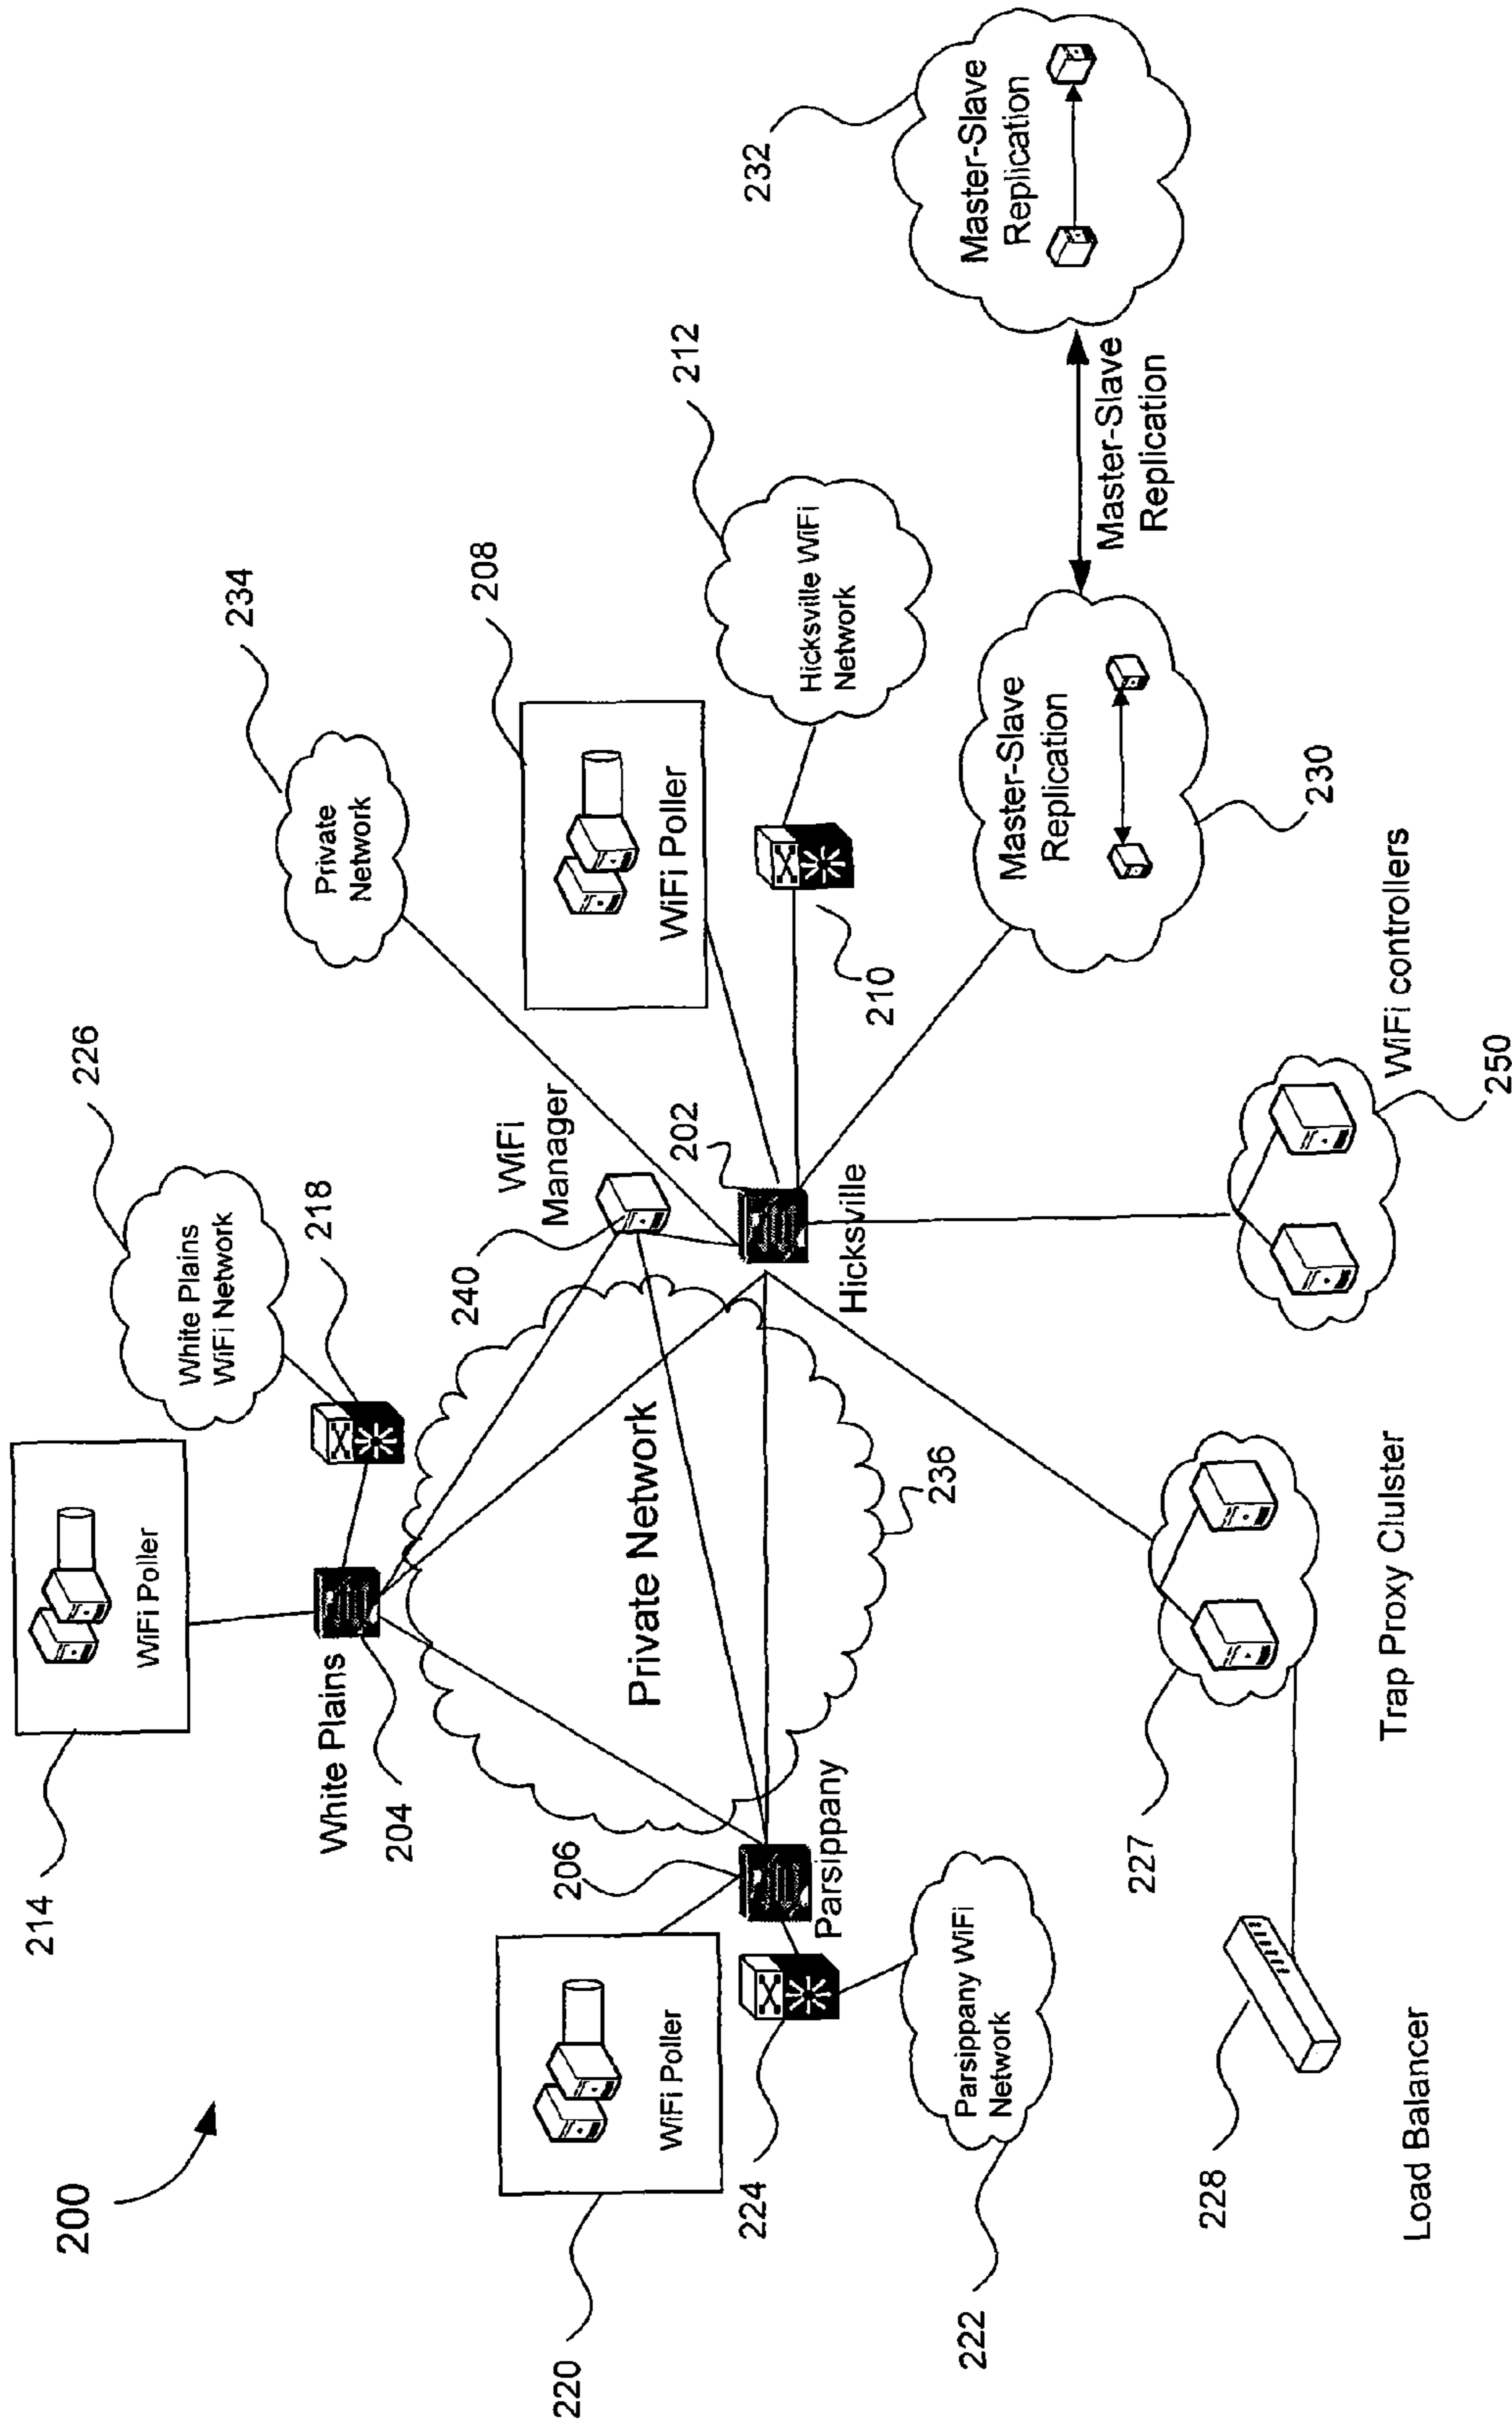 200
214
WiFi Poller
226
White Plains
WiFi Network
218
White Plains
204
234
Private
Network
WiFi
Manager
240
208
WiFi Poller
220
WiFi Poller
206
Parsippany
224
Private Network
236
202
Hicksville
210
212
Hicksville WiFi
Network
232
Master-Slave
Replication
Master-Slave
Replication
Master-Slave
Replication
230
222
Parsippany WiFi
Network
227
Trap Proxy Clulster
228
Load Balancer
WiFi controllers
250